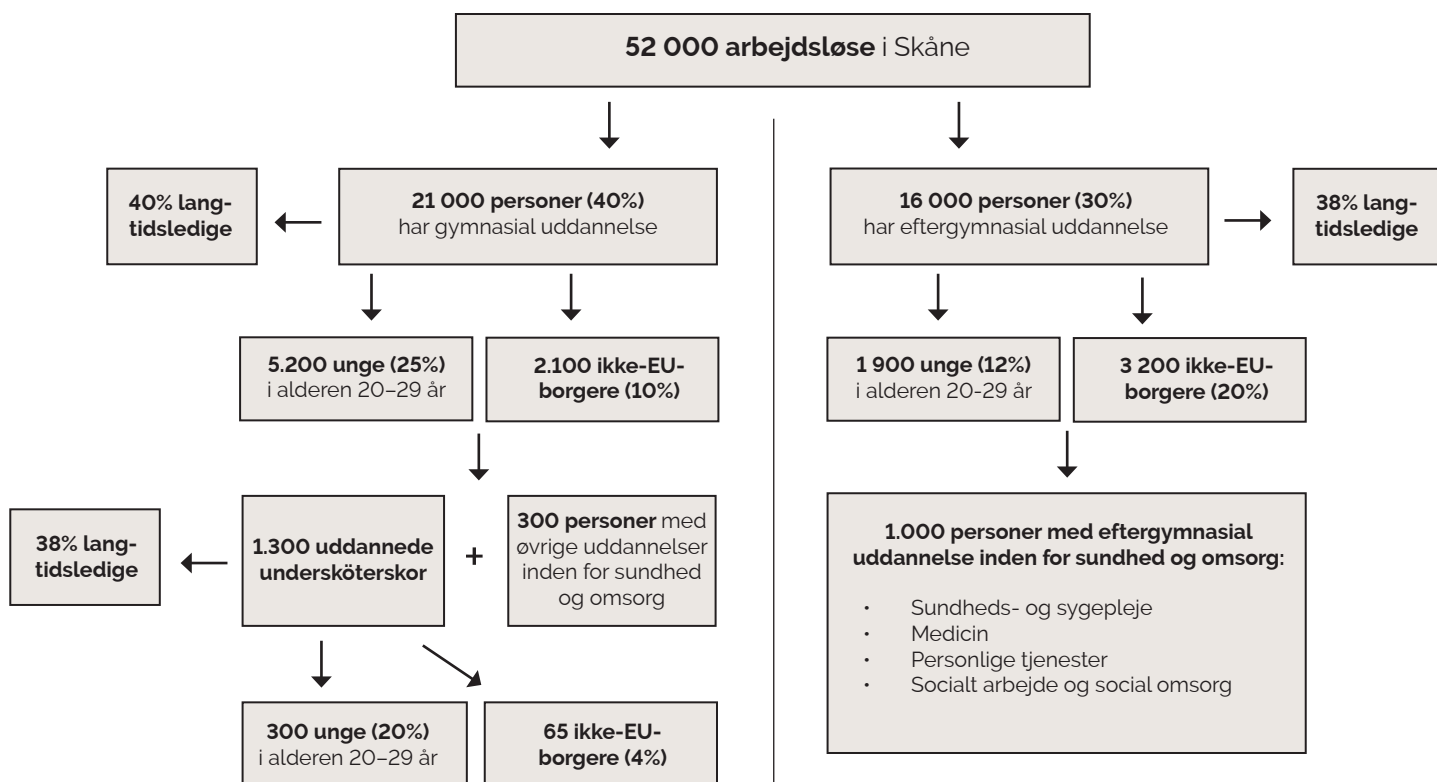 52 000 arbejdsløse i Skåne
40% lang-
tidsledige
21 000 personer (40%)
har gymnasial uddannelse
16 000 personer (30%)
har eftergymnasial uddannelse
38% lang-
tidsledige
5.200 unge (25%)
i alderen 20–29 år
2.100 ikke-EU-
borgere (10%)
1 900 unge (12%)
i alderen 20-29 år
3 200 ikke-EU-
borgere (20%)
38% lang-
tidsledige
1.300 uddannede
undersköterskor
+
300 personer med
øvrige uddannelser
inden for sundhed
og omsorg
1.000 personer med eftergymnasial
uddannelse inden for sundhed og omsorg:
• Sundheds- og sygepleje
• Medicin
• Personlige tjenester
• Socialt arbejde og social omsorg
300 unge (20%)
i alderen 20–29 år
65 ikke-EU-
borgere (4%)